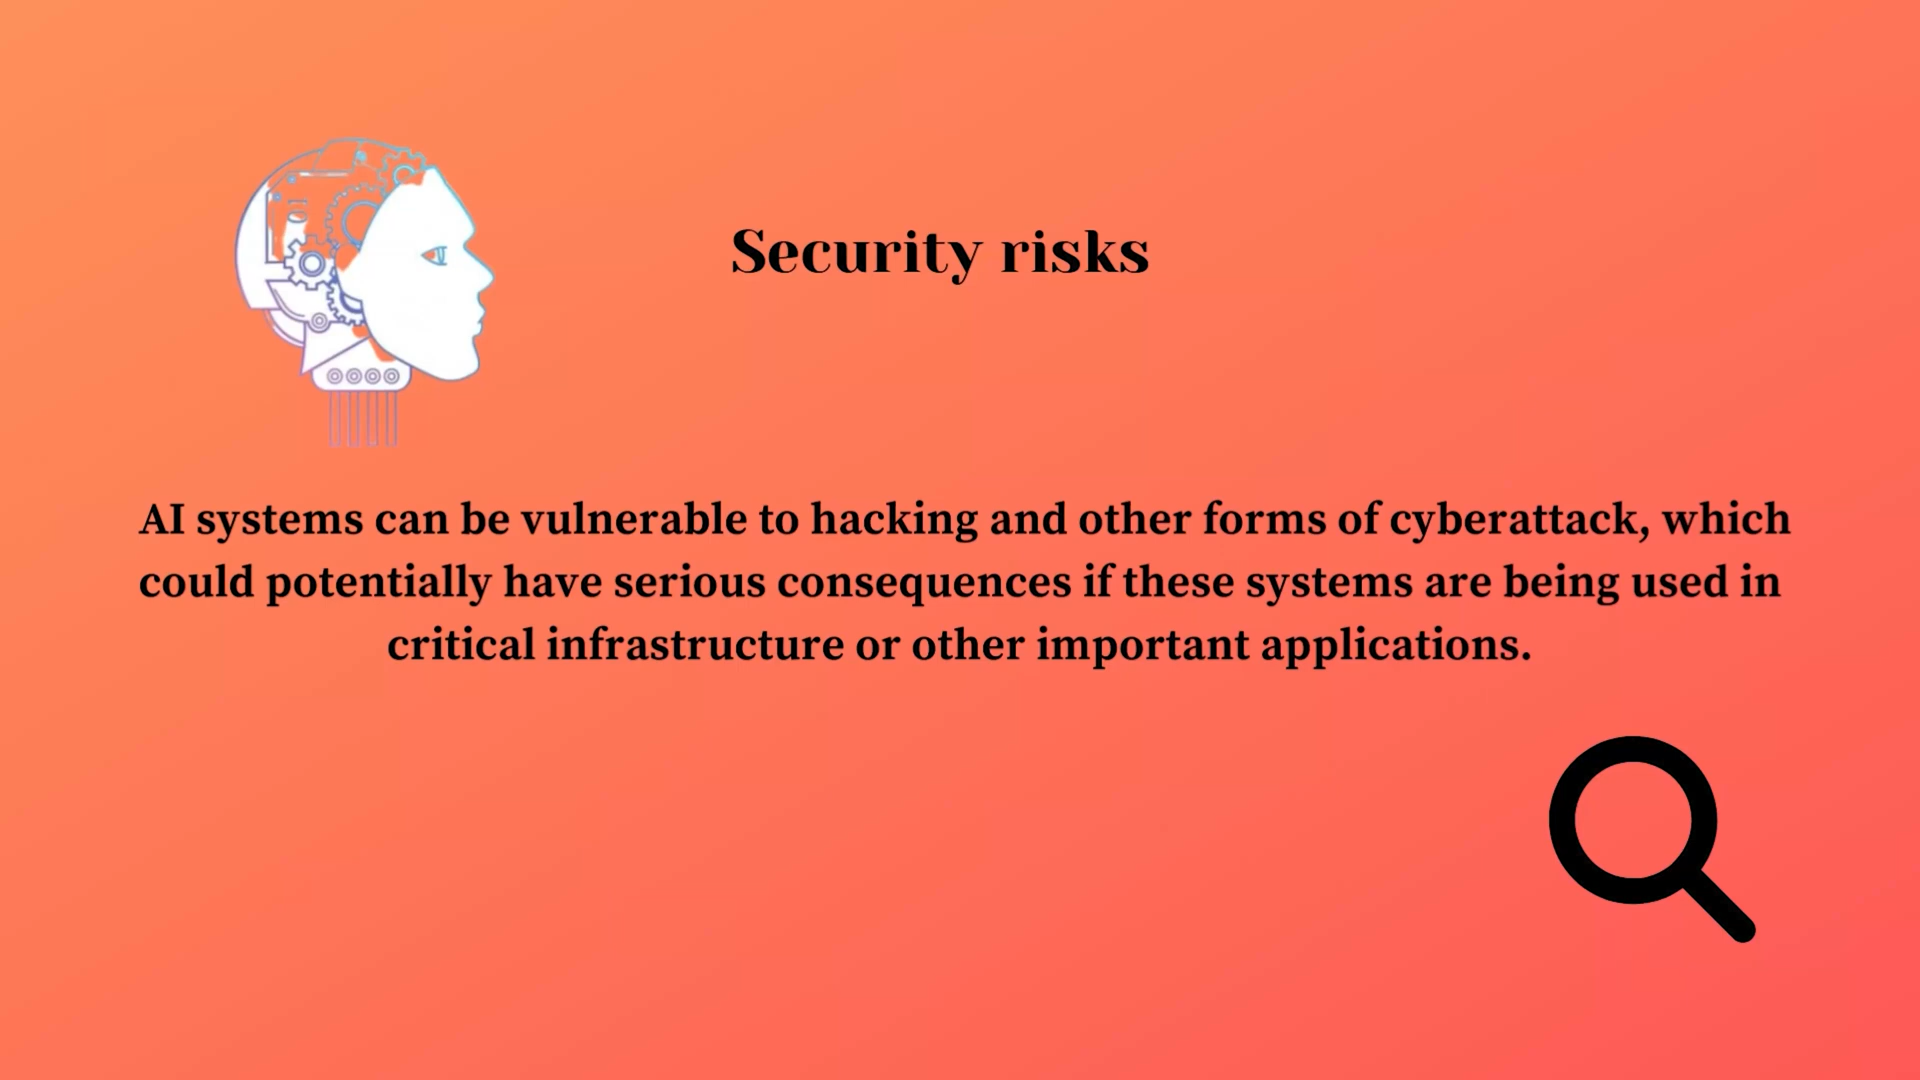 Security risks
AI systems can be vulnerable to hacking and other forms of cyberattack, which
could potentially have serious consequences if these systems are being used in
critical infrastructure or other important applications.